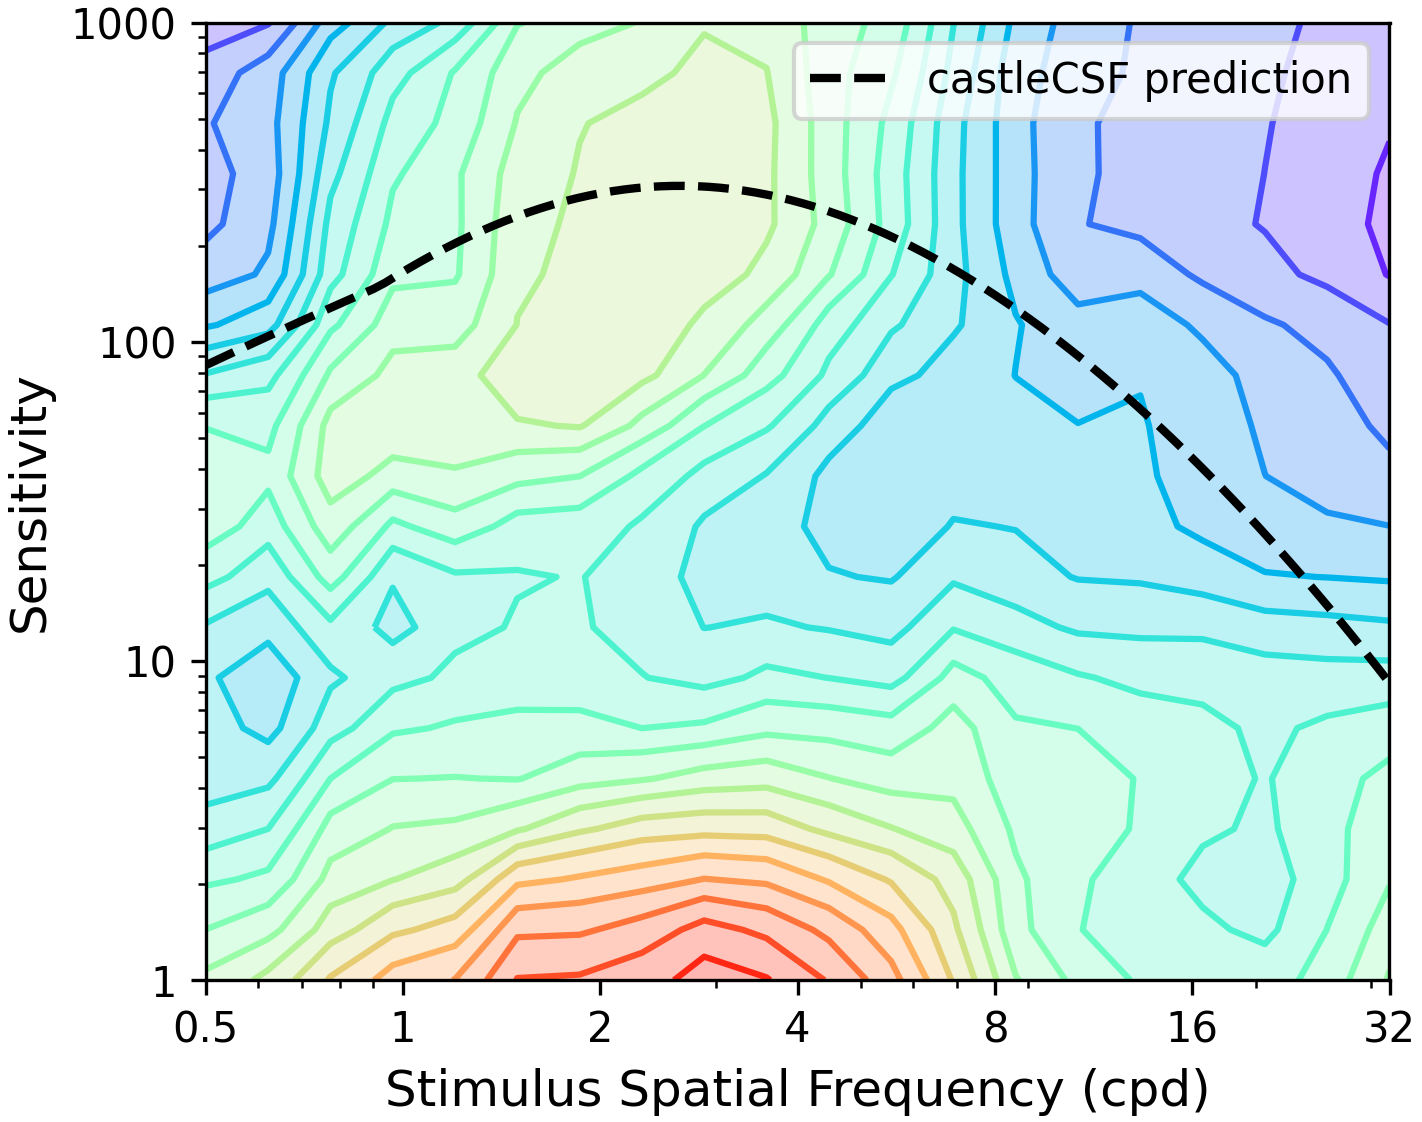 castleCSF prediction
Sensitivity
1000
100
10
1
0.5 1 2 4 8 16 32
Stimulus Spatial Frequency (cpd)